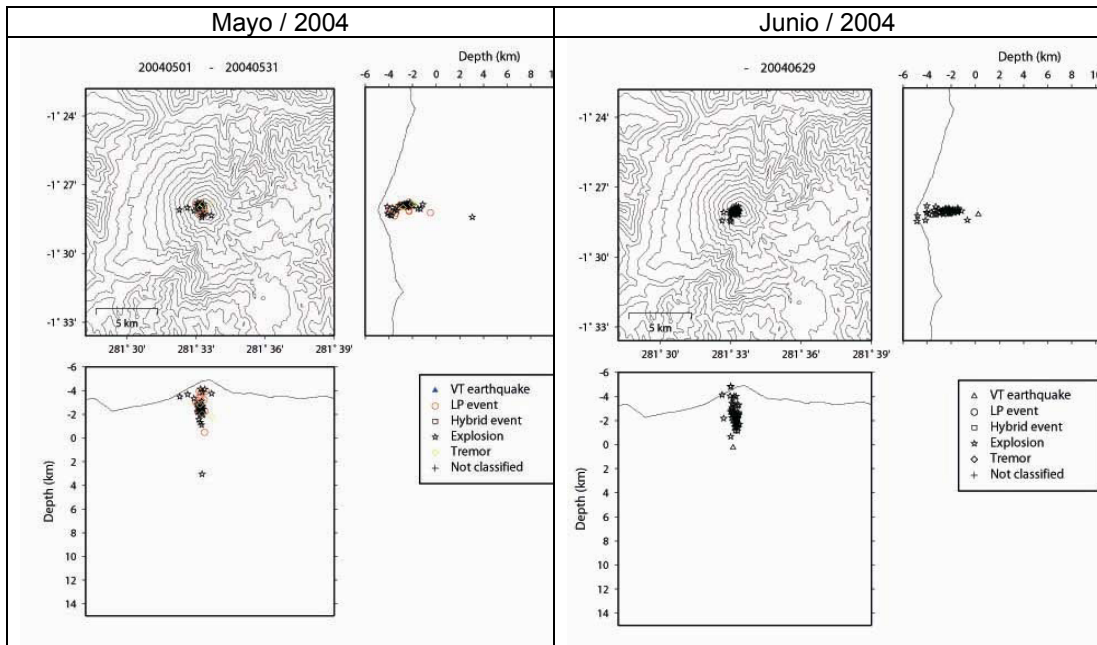 Mayo / 2004
Junio / 2004
20040501 - 20040531
Depth (km)
-6 -4 -2 0 2 4 6 8 1
-1° 24'
-1° 27'
-1° 30'
-1° 33'
5 km
281° 30' 281° 33' 281° 36' 281° 39'
-6
-4
-2
0
2
4
6
8
10
12
14
Depth (km)
VT earthquake
LP event
Hybrid event
Explosion
Tremor
Not classified
- 20040629
Depth (km)
-6 -4 -2 0 2 4 6 8 10
-1° 24'
-1° 27'
-1° 30'
-1° 33'
5 km
281° 30' 281° 33' 281° 36' 281° 39'
-6
-4
-2
0
2
4
6
8
10
12
14
Depth (km)
VT earthquake
LP event
Hybrid event
Explosion
Tremor
Not classified